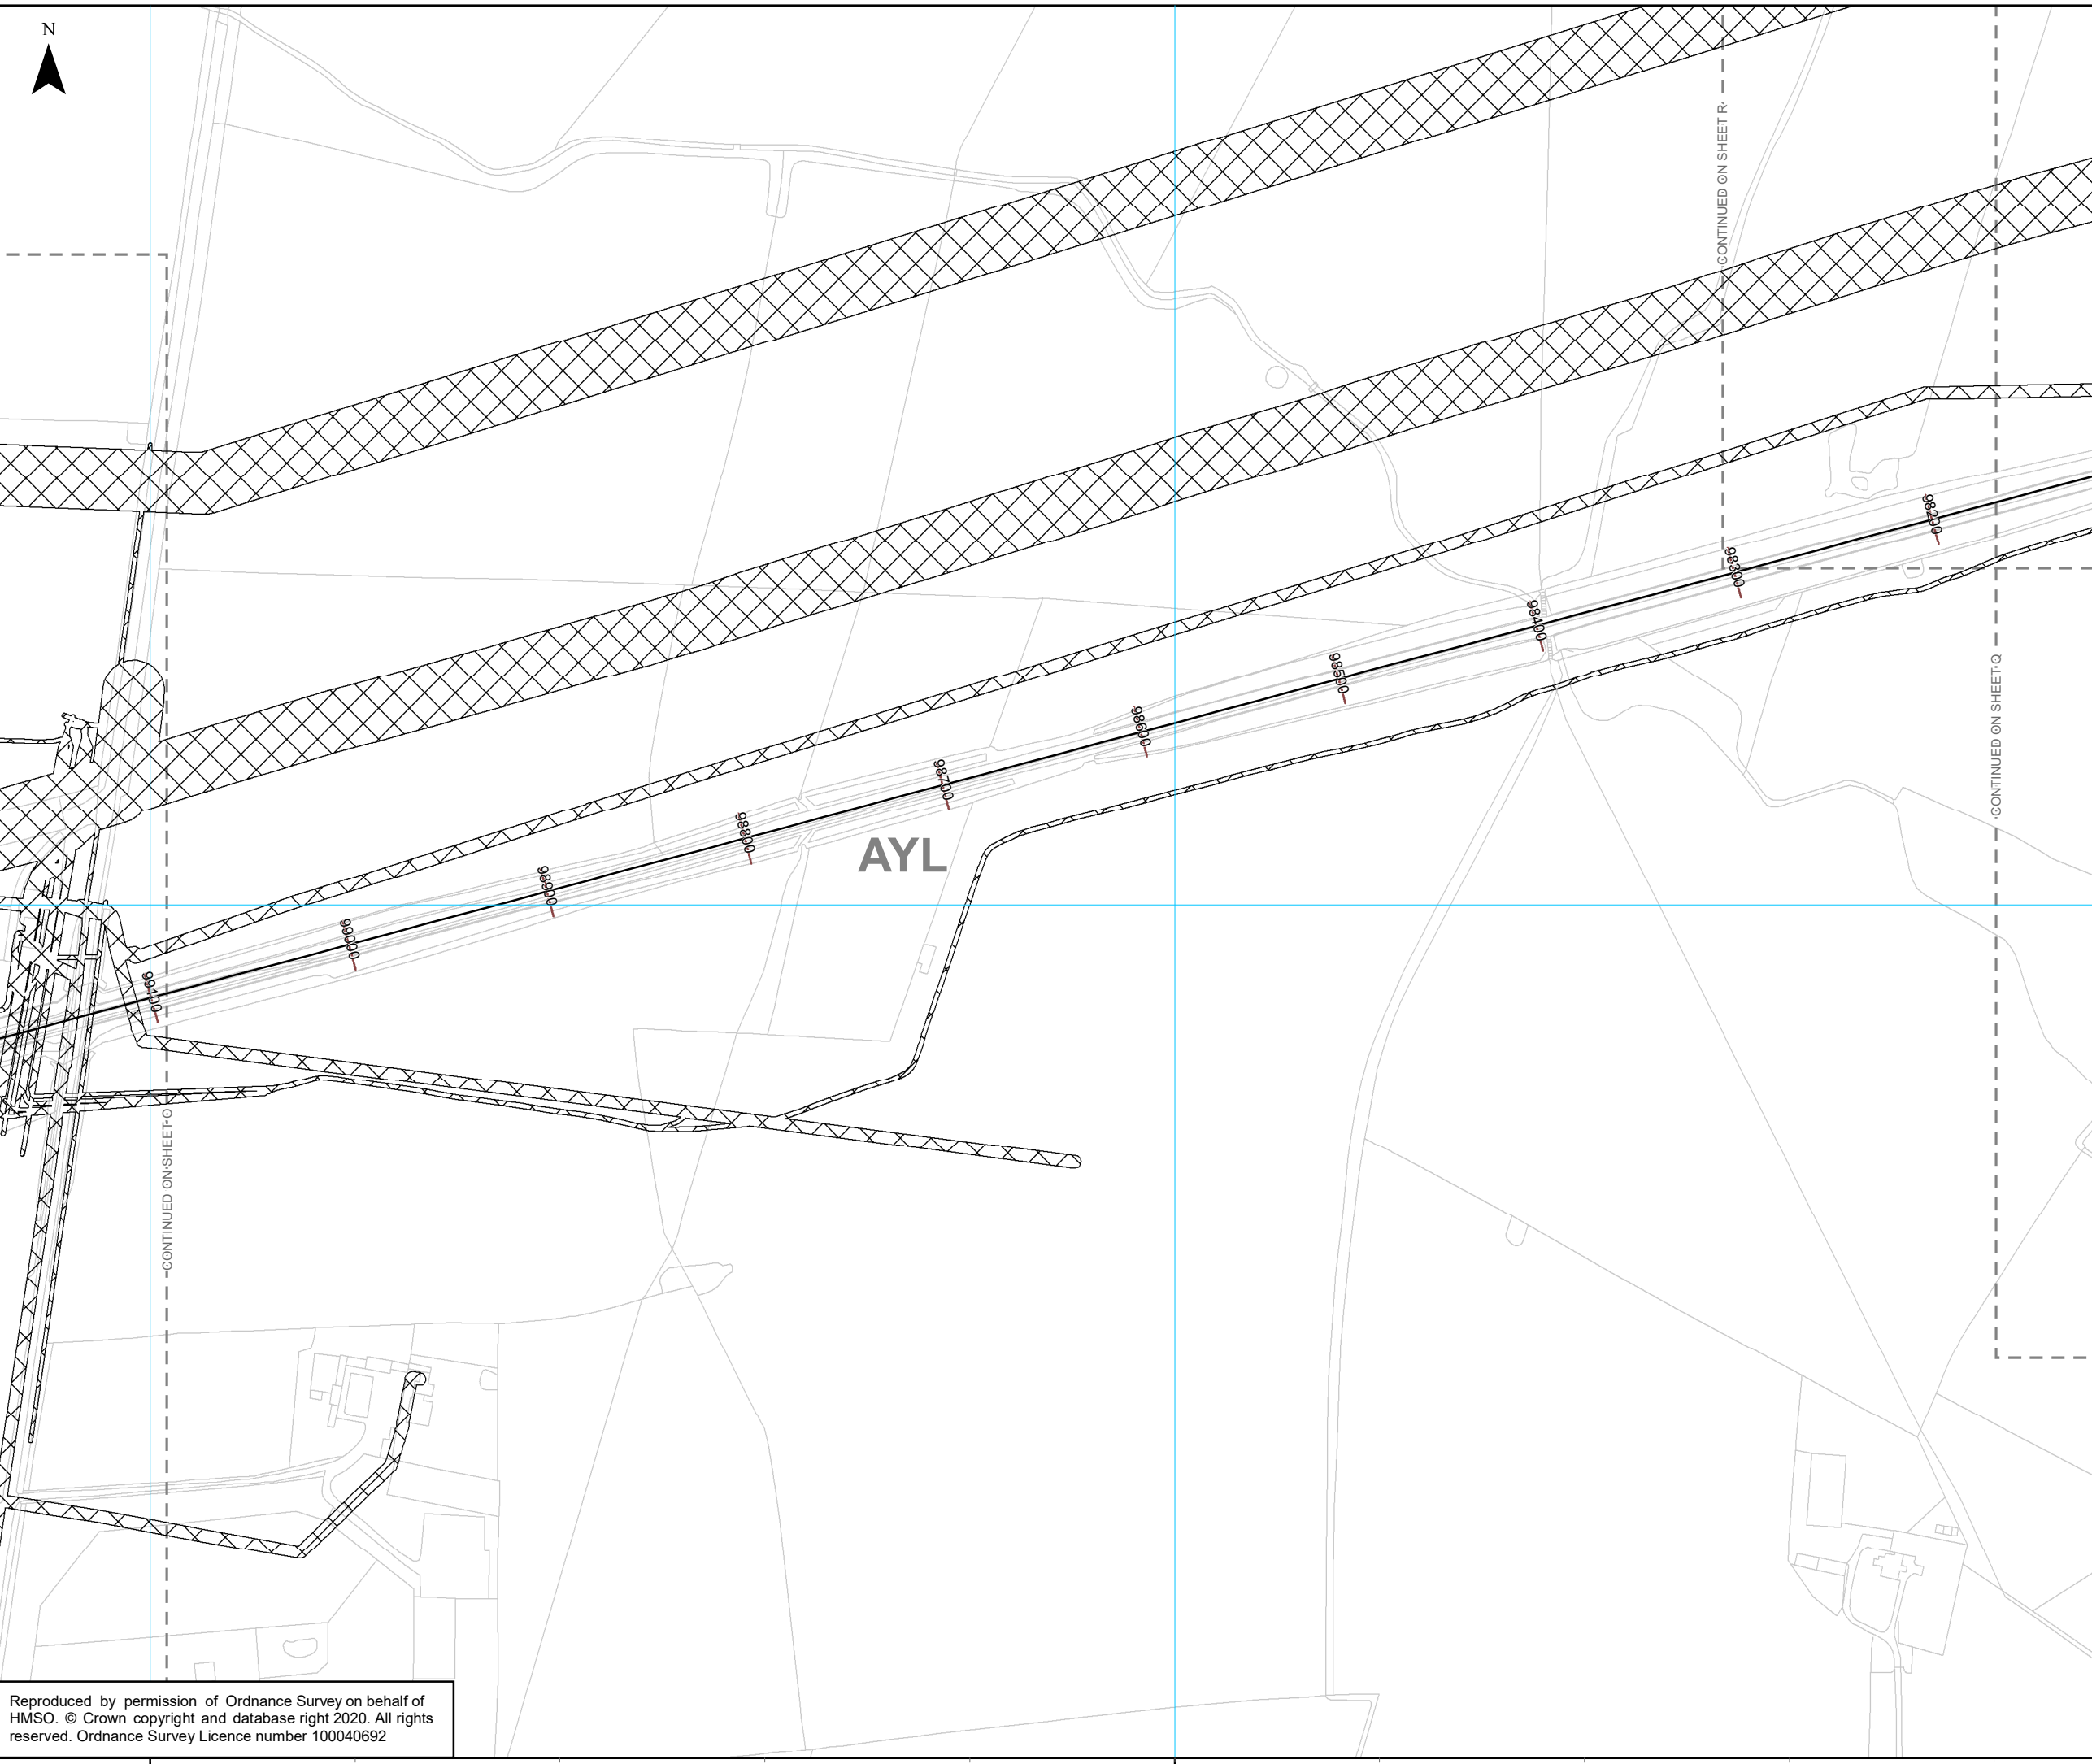 N
CONTINUED ON SHEET R
98200
98300
98400
98500
98600
98700
98800
98900
99000
99100
AYL
CONTINUED ON SHEET Q
CONTINUED ON SHEET O
Reproduced by permission of Ordnance Survey on behalf of
HMSO. © Crown copyright and database right 2020. All rights
reserved. Ordnance Survey Licence number 100040692